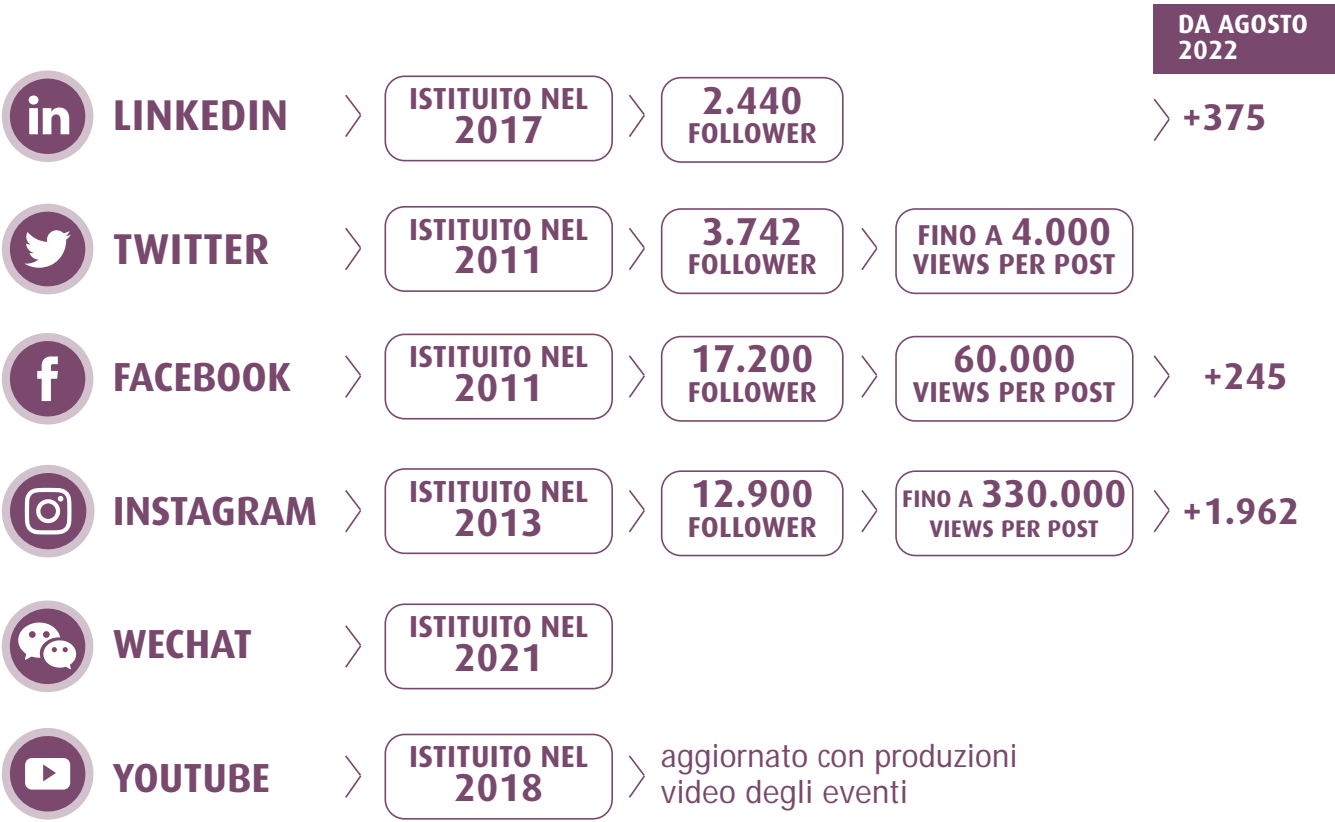 DA AGOSTO
2022
in
LINKEDIN
ISTITUITO NEL
2017
2.440
FOLLOWER
+375
TWITTER
ISTITUITO NEL
2011
3.742
FOLLOWER
FINO A 4.000
VIEWS PER POST
f
FACEBOOK
ISTITUITO NEL
2011
17.200
FOLLOWER
60.000
VIEWS PER POST
+245
INSTAGRAM
ISTITUITO NEL
2013
12.900
FOLLOWER
FINO A 330.000
VIEWS PER POST
+1.962
WECHAT
ISTITUITO NEL
2021
YOUTUBE
ISTITUITO NEL
2018
aggiornato con produzioni
video degli eventi